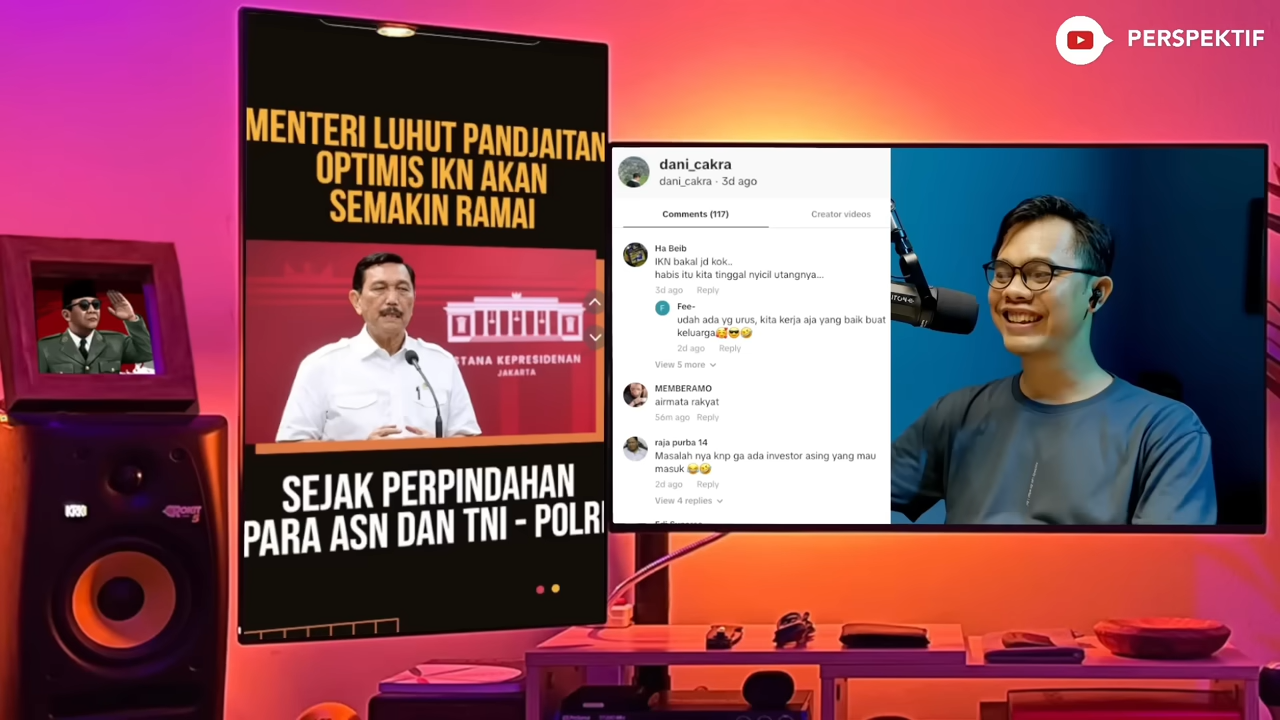 PERSPEKTIF
MENTERI LUHUT PANDJAITAN
OPTIMIS IKN AKAN
SEMAKIN RAMAI
STANA KEPRESIDENAN
JAKARTA
SEJAK PERPINDAHAN
PARA ASN DAN TNI - POLRI
dani_cakra
dani_cakra · 3d ago
Comments (117)
Creator videos
Ha Beib
IKN bakal jd kok..
habis itu kita tinggal nyicil utangnya...
3d ago Reply
F
Fee-
udah ada yg urus, kita kerja aja yang baik buat
keluarga🥰😎🤣
2d ago Reply
View 5 more
MEMBERAMO
airmata rakyat
56m ago Reply
raja purba 14
Masalah nya knp ga ada investor asing yang mau
masuk 😂🤣
2d ago Reply
View 4 replies
KRK
ROKIT
5